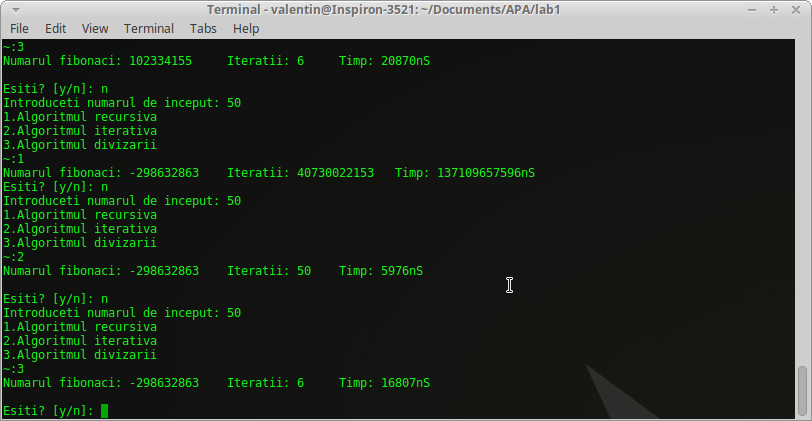 Terminal - valentin@Inspiron-3521: ~/Documents/APA/lab1
File Edit View Terminal Tabs Help
~:3
Numarul fibonaci: 102334155 Iteratii: 6 Timp: 20870nS
Esiti? [y/n]: n
Introduceti numarul de inceput: 50
1.Algoritmul recursiva
2.Algoritmul iterativa
3.Algoritmul divizarii
~:1
Numarul fibonaci: -298632863 Iteratii: 40730022153 Timp: 137109657596nS
Esiti? [y/n]: n
Introduceti numarul de inceput: 50
1.Algoritmul recursiva
2.Algoritmul iterativa
3.Algoritmul divizarii
~:2
Numarul fibonaci: -298632863 Iteratii: 50 Timp: 5976nS
Esiti? [y/n]: n
Introduceti numarul de inceput: 50
1.Algoritmul recursiva
2.Algoritmul iterativa
3.Algoritmul divizarii
~:3
Numarul fibonaci: -298632863 Iteratii: 6 Timp: 16807nS
Esiti? [y/n]: